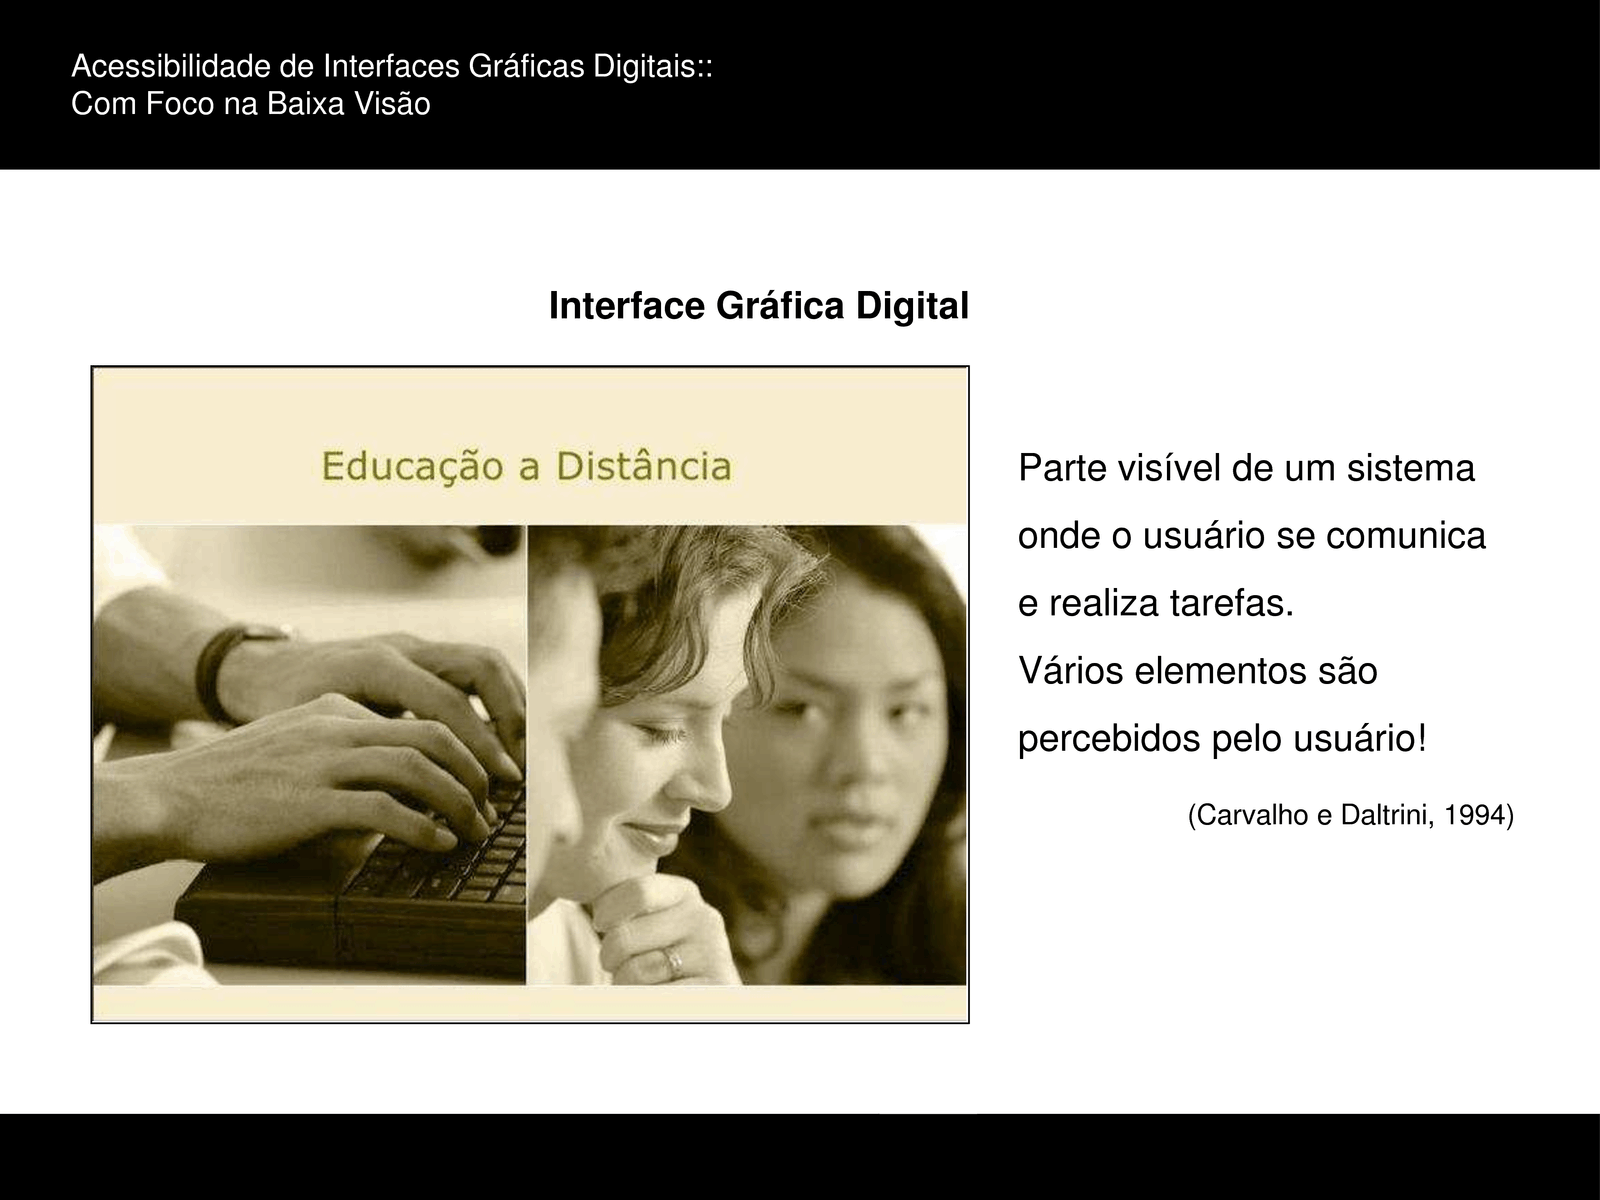 Acessibilidade de Interfaces Gráficas Digitais::
Com Foco na Baixa Visão
Interface Gráfica Digital
Educação a Distância
Parte visível de um sistema
onde o usuário se comunica
e realiza tarefas.
Vários elementos são
percebidos pelo usuário!
(Carvalho e Daltrini, 1994)